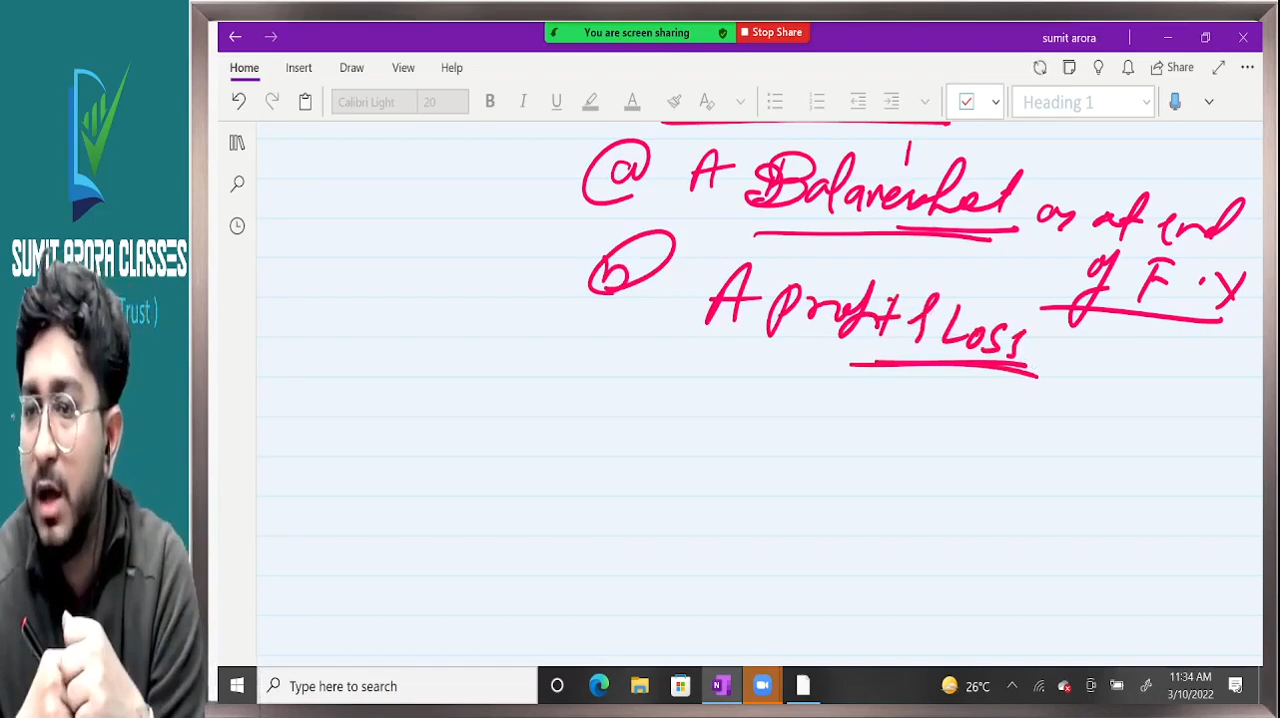 You are screen sharing
Stop Share
sumit arora
Home Insert Draw View Help
Share
Calibri Light 20 B I U A Heading 1
SUMIT ARORA CLASSES
Trust )
(a) A Balancesheet as at end
of F.Y
(b) A profit & Loss
Type here to search
26°C
11:34 AM
3/10/2022